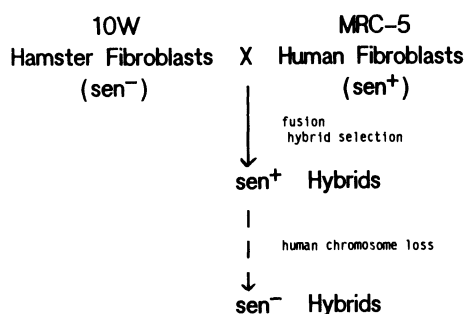 10W MRC-5
Hamster Fibroblasts X Human Fibroblasts
(sen⁻) (sen⁺)
fusion
hybrid selection
sen⁺ Hybrids
human chromosome loss
sen⁻ Hybrids